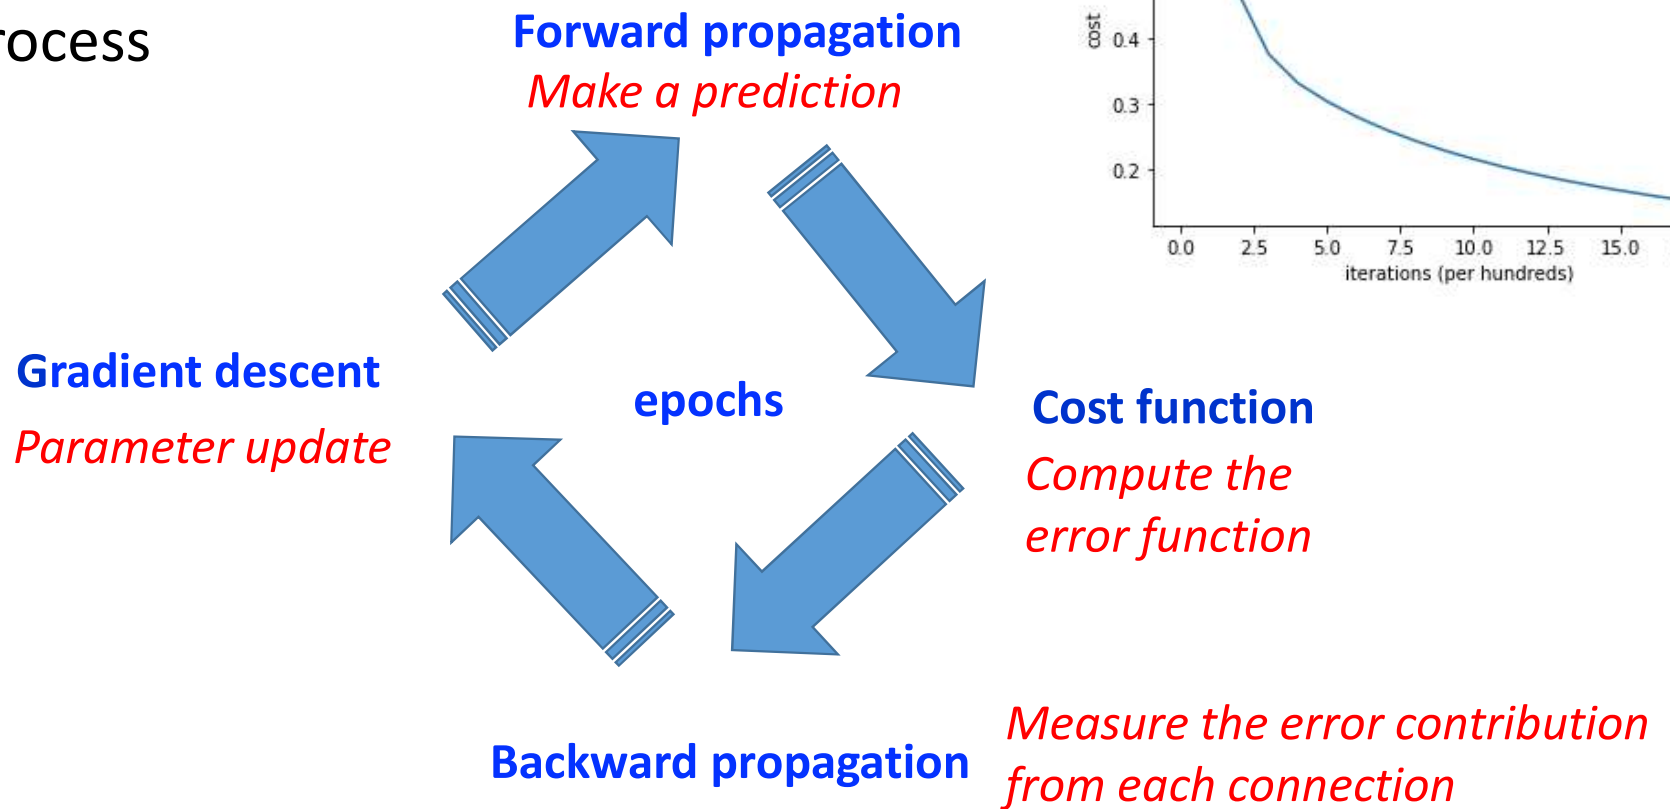 rocess
Forward propagation
Make a prediction
cost
0.4
0.3
0.2
0.0 2.5 5.0 7.5 10.0 12.5 15.0
iterations (per hundreds)
Gradient descent
Parameter update
epochs
Cost function
Compute the
error function
Backward propagation
Measure the error contribution
from each connection